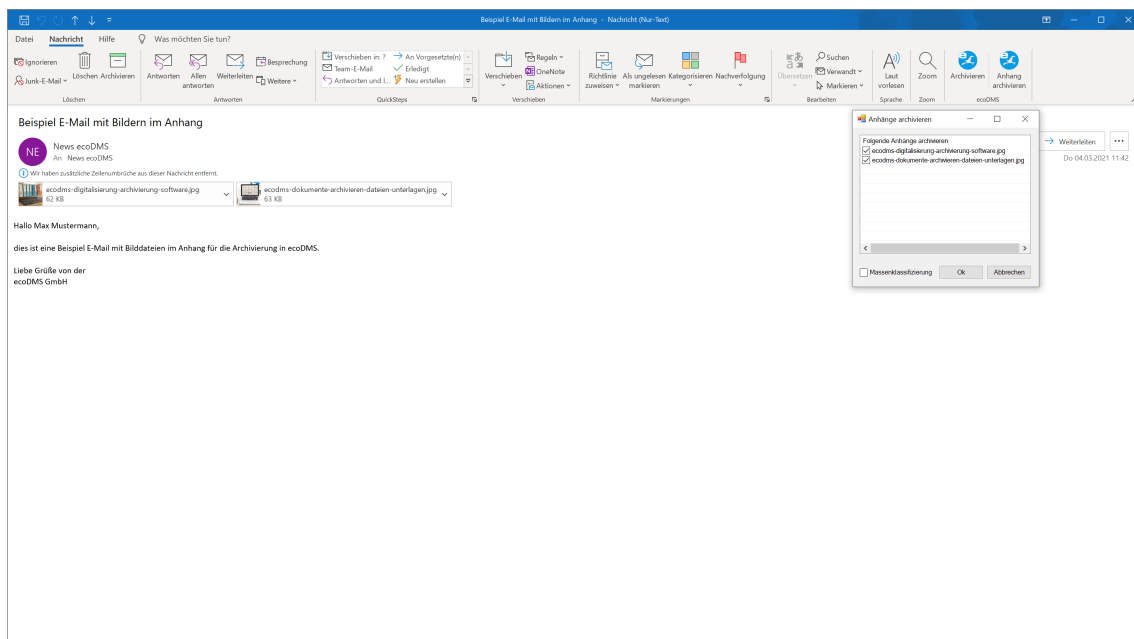 Beispiel E-Mail mit Bildern im Anhang - Nachricht (Nur-Text)
Datei Nachricht Hilfe Was möchten Sie tun?
Ignorieren
Junk-E-Mail
Löschen Archivieren
Löschen
Antworten Allen antworten Weiterleiten
Besprechung
Weitere
Antworten
Verschieben in: ? An Vorgesetzte(n)
Team-E-Mail Erledigt
Antworten und l... Neu erstellen
QuickSteps
Verschieben
Regeln
OneNote
Aktionen
Verschieben
Richtlinie zuweisen Als ungelesen markieren Kategorisieren Nachverfolgung
Markierungen
Übersetzen
Suchen
Verwandt
Markieren
Bearbeiten
Laut vorlesen
Sprache
Zoom
Zoom
Archivieren Anhang archivieren
ecoDMS
Beispiel E-Mail mit Bildern im Anhang
NE
News ecoDMS
An News ecoDMS
Wir haben zusätzliche Zeilenumbrüche aus dieser Nachricht entfernt.
Weiterleiten
Do 04.03.2021 11:42
ecodms-digitalisierung-archivierung-software.jpg
62 KB
ecodms-dokumente-archivieren-dateien-unterlagen.jpg
63 KB
Hallo Max Mustermann,
dies ist eine Beispiel E-Mail mit Bilddateien im Anhang für die Archivierung in ecoDMS.
Liebe Grüße von der
ecoDMS GmbH
Anhänge archivieren
Folgende Anhänge archivieren:
ecodms-digitalisierung-archivierung-software.jpg
ecodms-dokumente-archivieren-dateien-unterlagen.jpg
Massenklassifizierung Ok Abbrechen